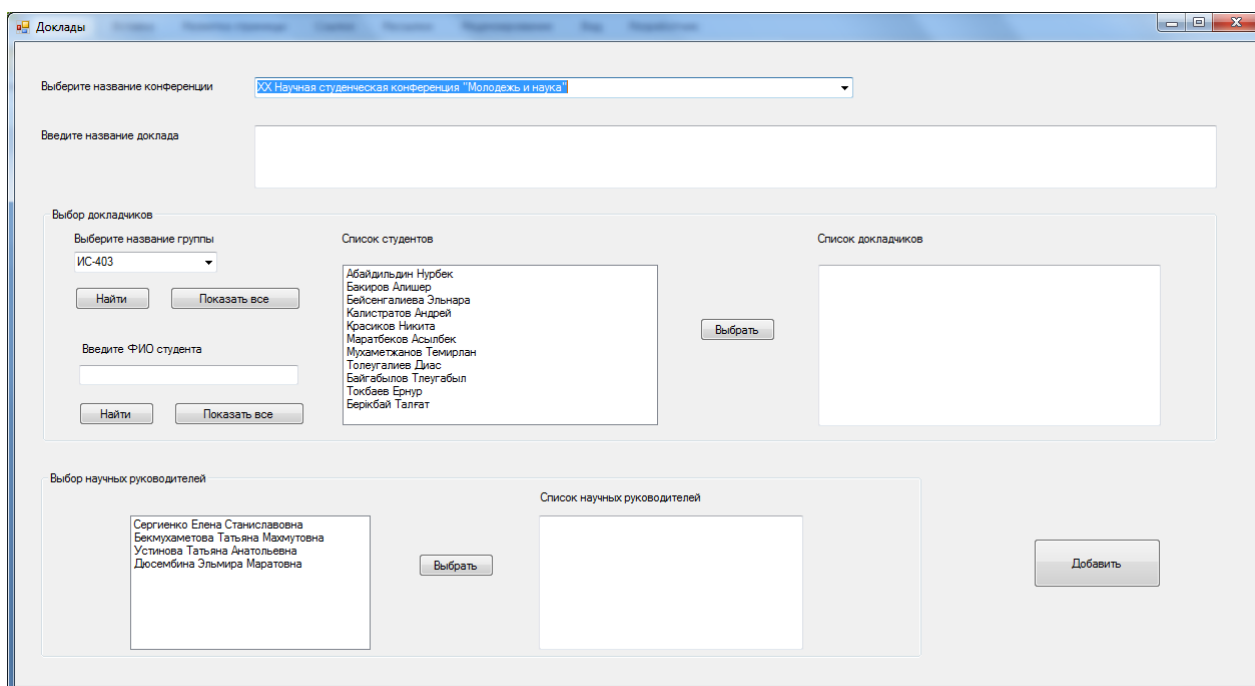 Доклады
Выберите название конференции
XX Научная студенческая конференция "Молодежь и наука"
Введите название доклада
Выбор докладчиков
Выберите название группы
Список студентов
Список докладчиков
ИС-403
Найти
Показать все
Введите ФИО студента
Найти
Показать все
Абайдильдин Нурбек
Бакиров Алишер
Бейсенгалиева Эльнара
Калистратов Андрей
Красиков Никита
Маратбеков Асылбек
Мухаметжанов Темирлан
Толеугалиев Диас
Байгабылов Тлеугабыл
Токбаев Ернур
Берікбай Талғат
Выбрать
Выбор научных руководителей
Список научных руководителей
Сергиенко Елена Станиславовна
Бекмухаметова Татьяна Махмутовна
Устинова Татьяна Анатольевна
Дюсембина Эльмира Маратовна
Выбрать
Добавить